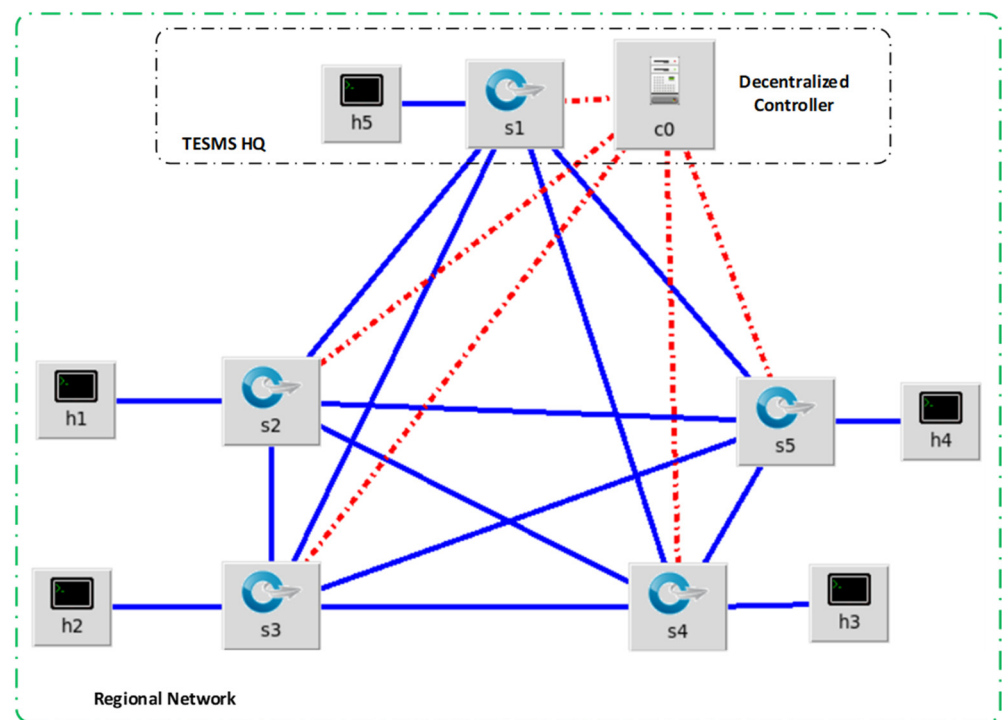 Decentralized
Controller
h5
s1
c0
TESMS HQ
h1
s2
s5
h4
h2
s3
s4
h3
Regional Network